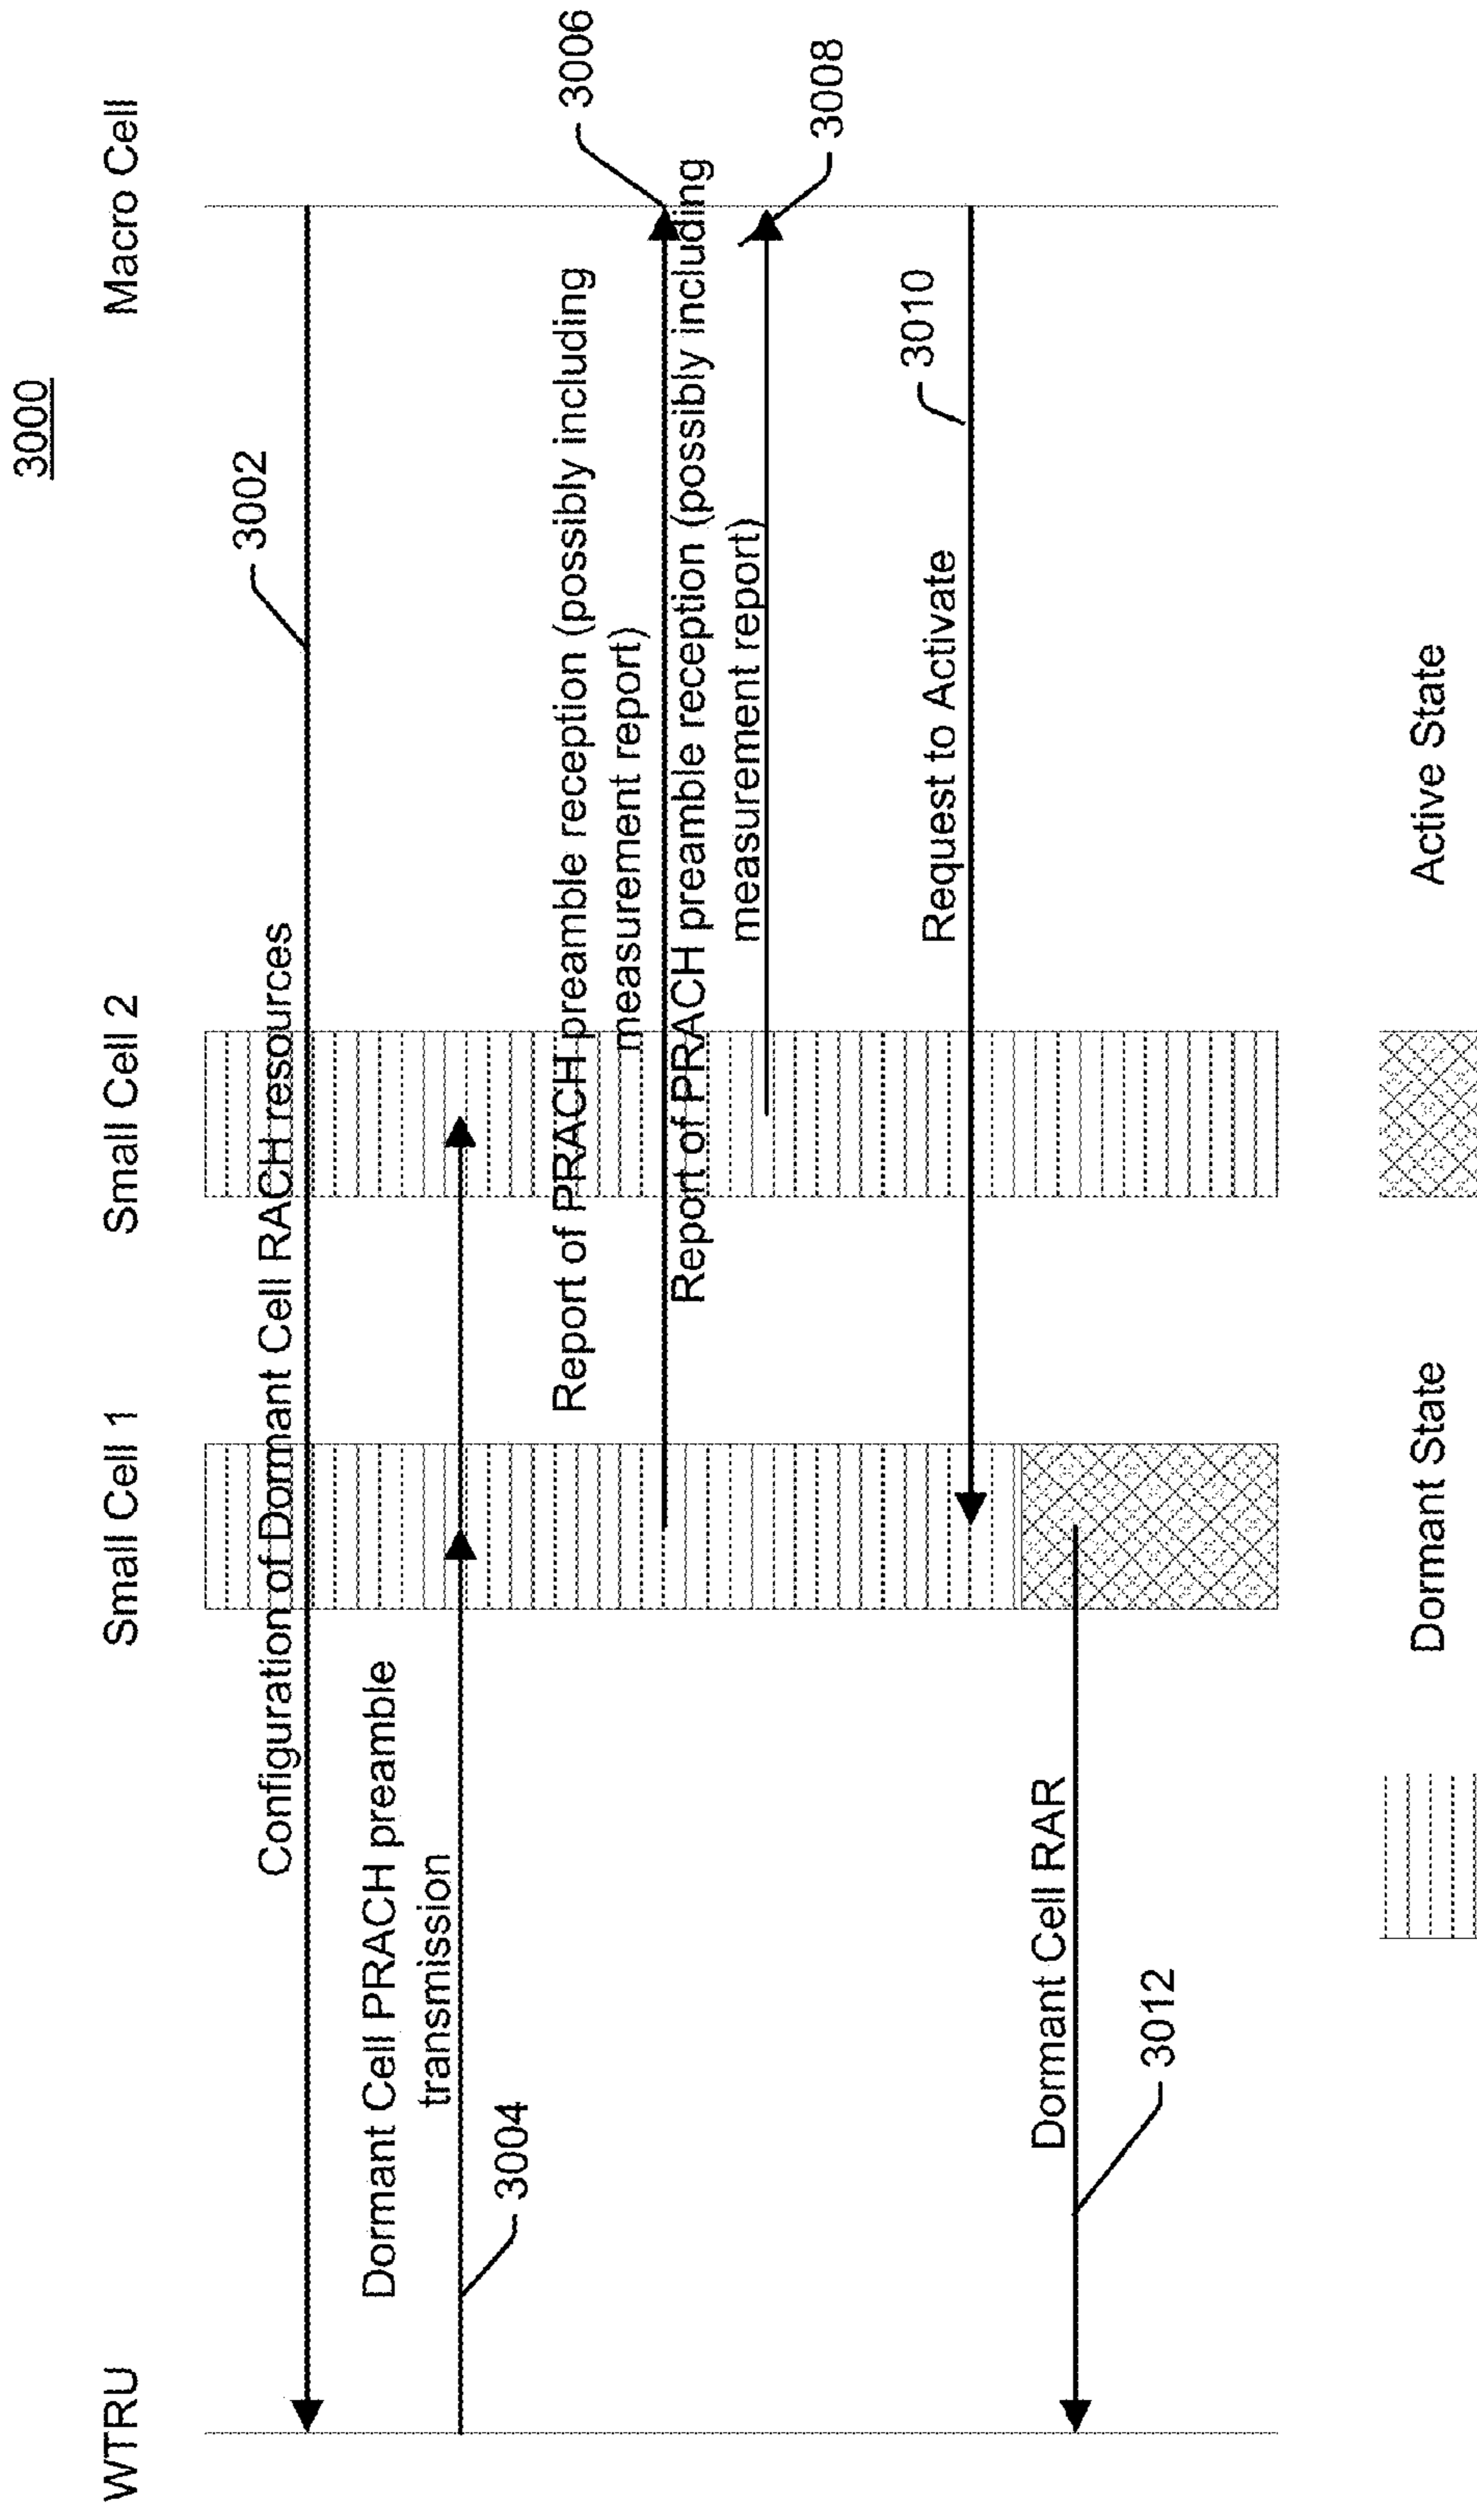 3000
WTRU
Small Cell 1
Small Cell 2
Macro Cell
3002
Configuration of Dormant Cell RACH resources
Dormant Cell PRACH preamble
transmission
3004
Report of PRACH preamble reception (possibly including
measurement report)
3006
Report of PRACH preamble reception (possibly including
measurement report)
3008
3010
Request to Activate
Dormant Cell RAR
3012
Dormant State
Active State